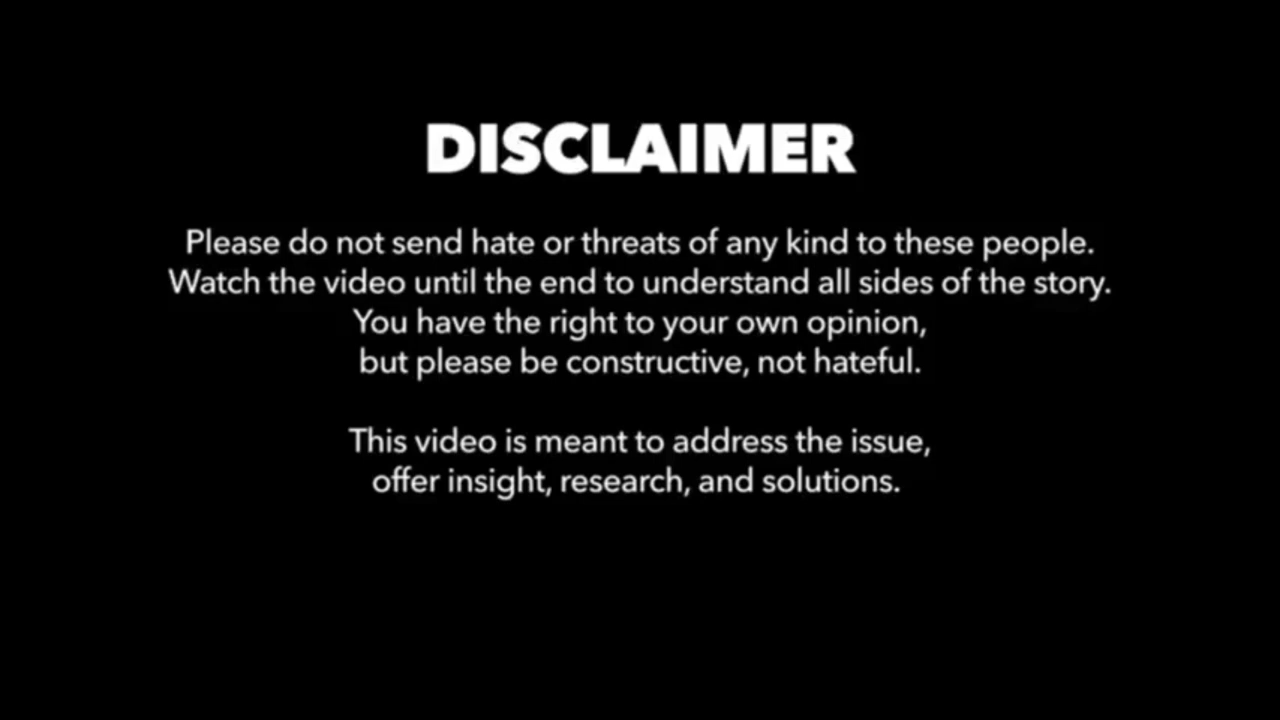 DISCLAIMER
Please do not send hate or threats of any kind to these people.
Watch the video until the end to understand all sides of the story.
You have the right to your own opinion,
but please be constructive, not hateful.
This video is meant to address the issue,
offer insight, research, and solutions.